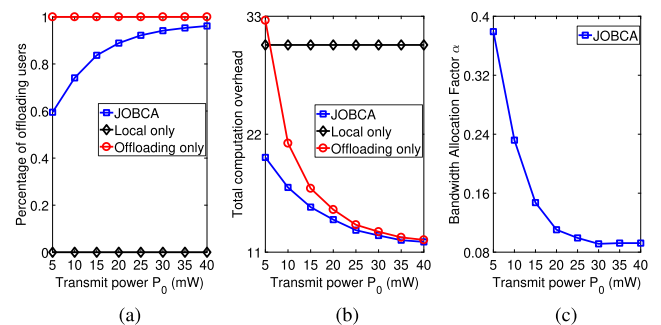 Percentage of offloading users
1
0.8
0.6
0.4
0.2
0
JOBCA
Local only
Offloading only
5 10 15 20 25 30 35 40
Transmit power P0 (mW)
(a)
Total computation overhead
33
22
11
JOBCA
Local only
Offloading only
5 10 15 20 25 30 35 40
Transmit power P0 (mW)
(b)
Bandwidth Allocation Factor α
0.4
0.32
0.24
0.16
0.08
JOBCA
5 10 15 20 25 30 35 40
Transmit power P0 (mW)
(c)